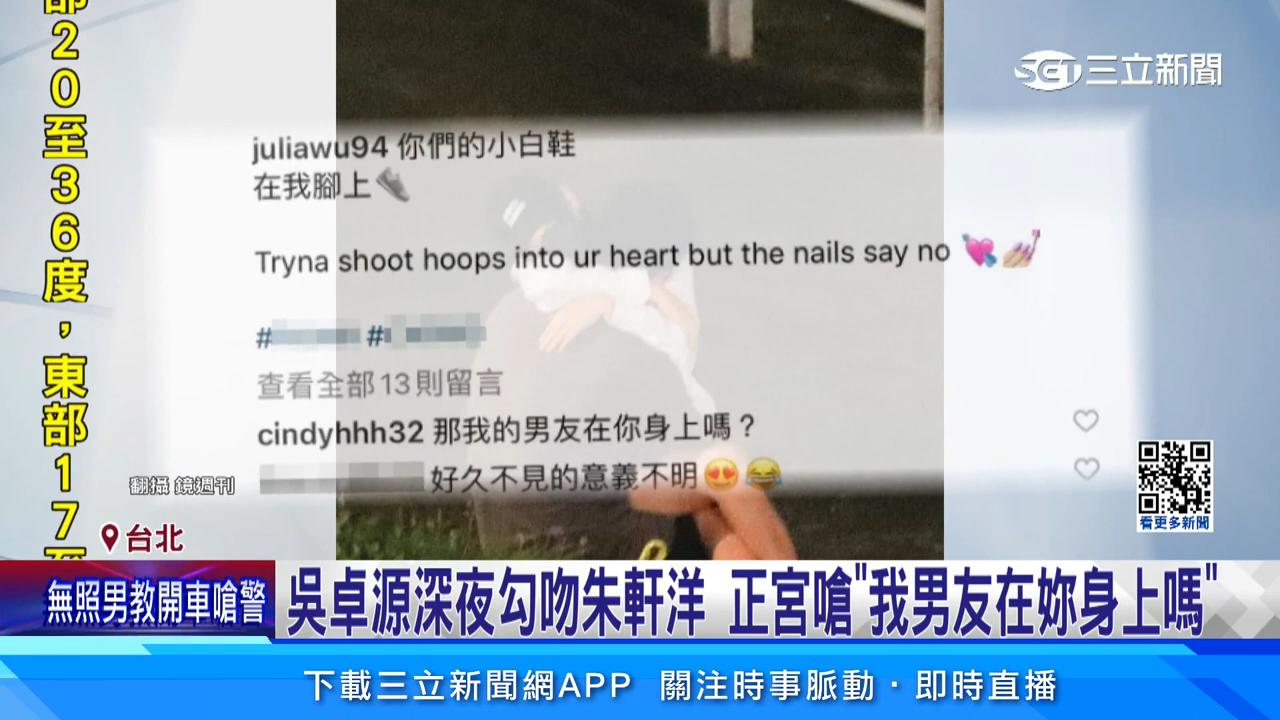 部20至36度，東部17至
SET三立新聞
juliawu94 你們的小白鞋
在我腳上👟
Tryna shoot hoops into ur heart but the nails say no 💘💅
# #
查看全部13則留言
cindyhhh32 那我的男友在你身上嗎？
好久不見的意義不明😍😂
翻攝 鏡週刊
看更多新聞
台北
無照男教開車嗆警
吳卓源深夜勾吻朱軒洋 正宮嗆"我男友在妳身上嗎"
下載三立新聞網APP 關注時事脈動・即時直播